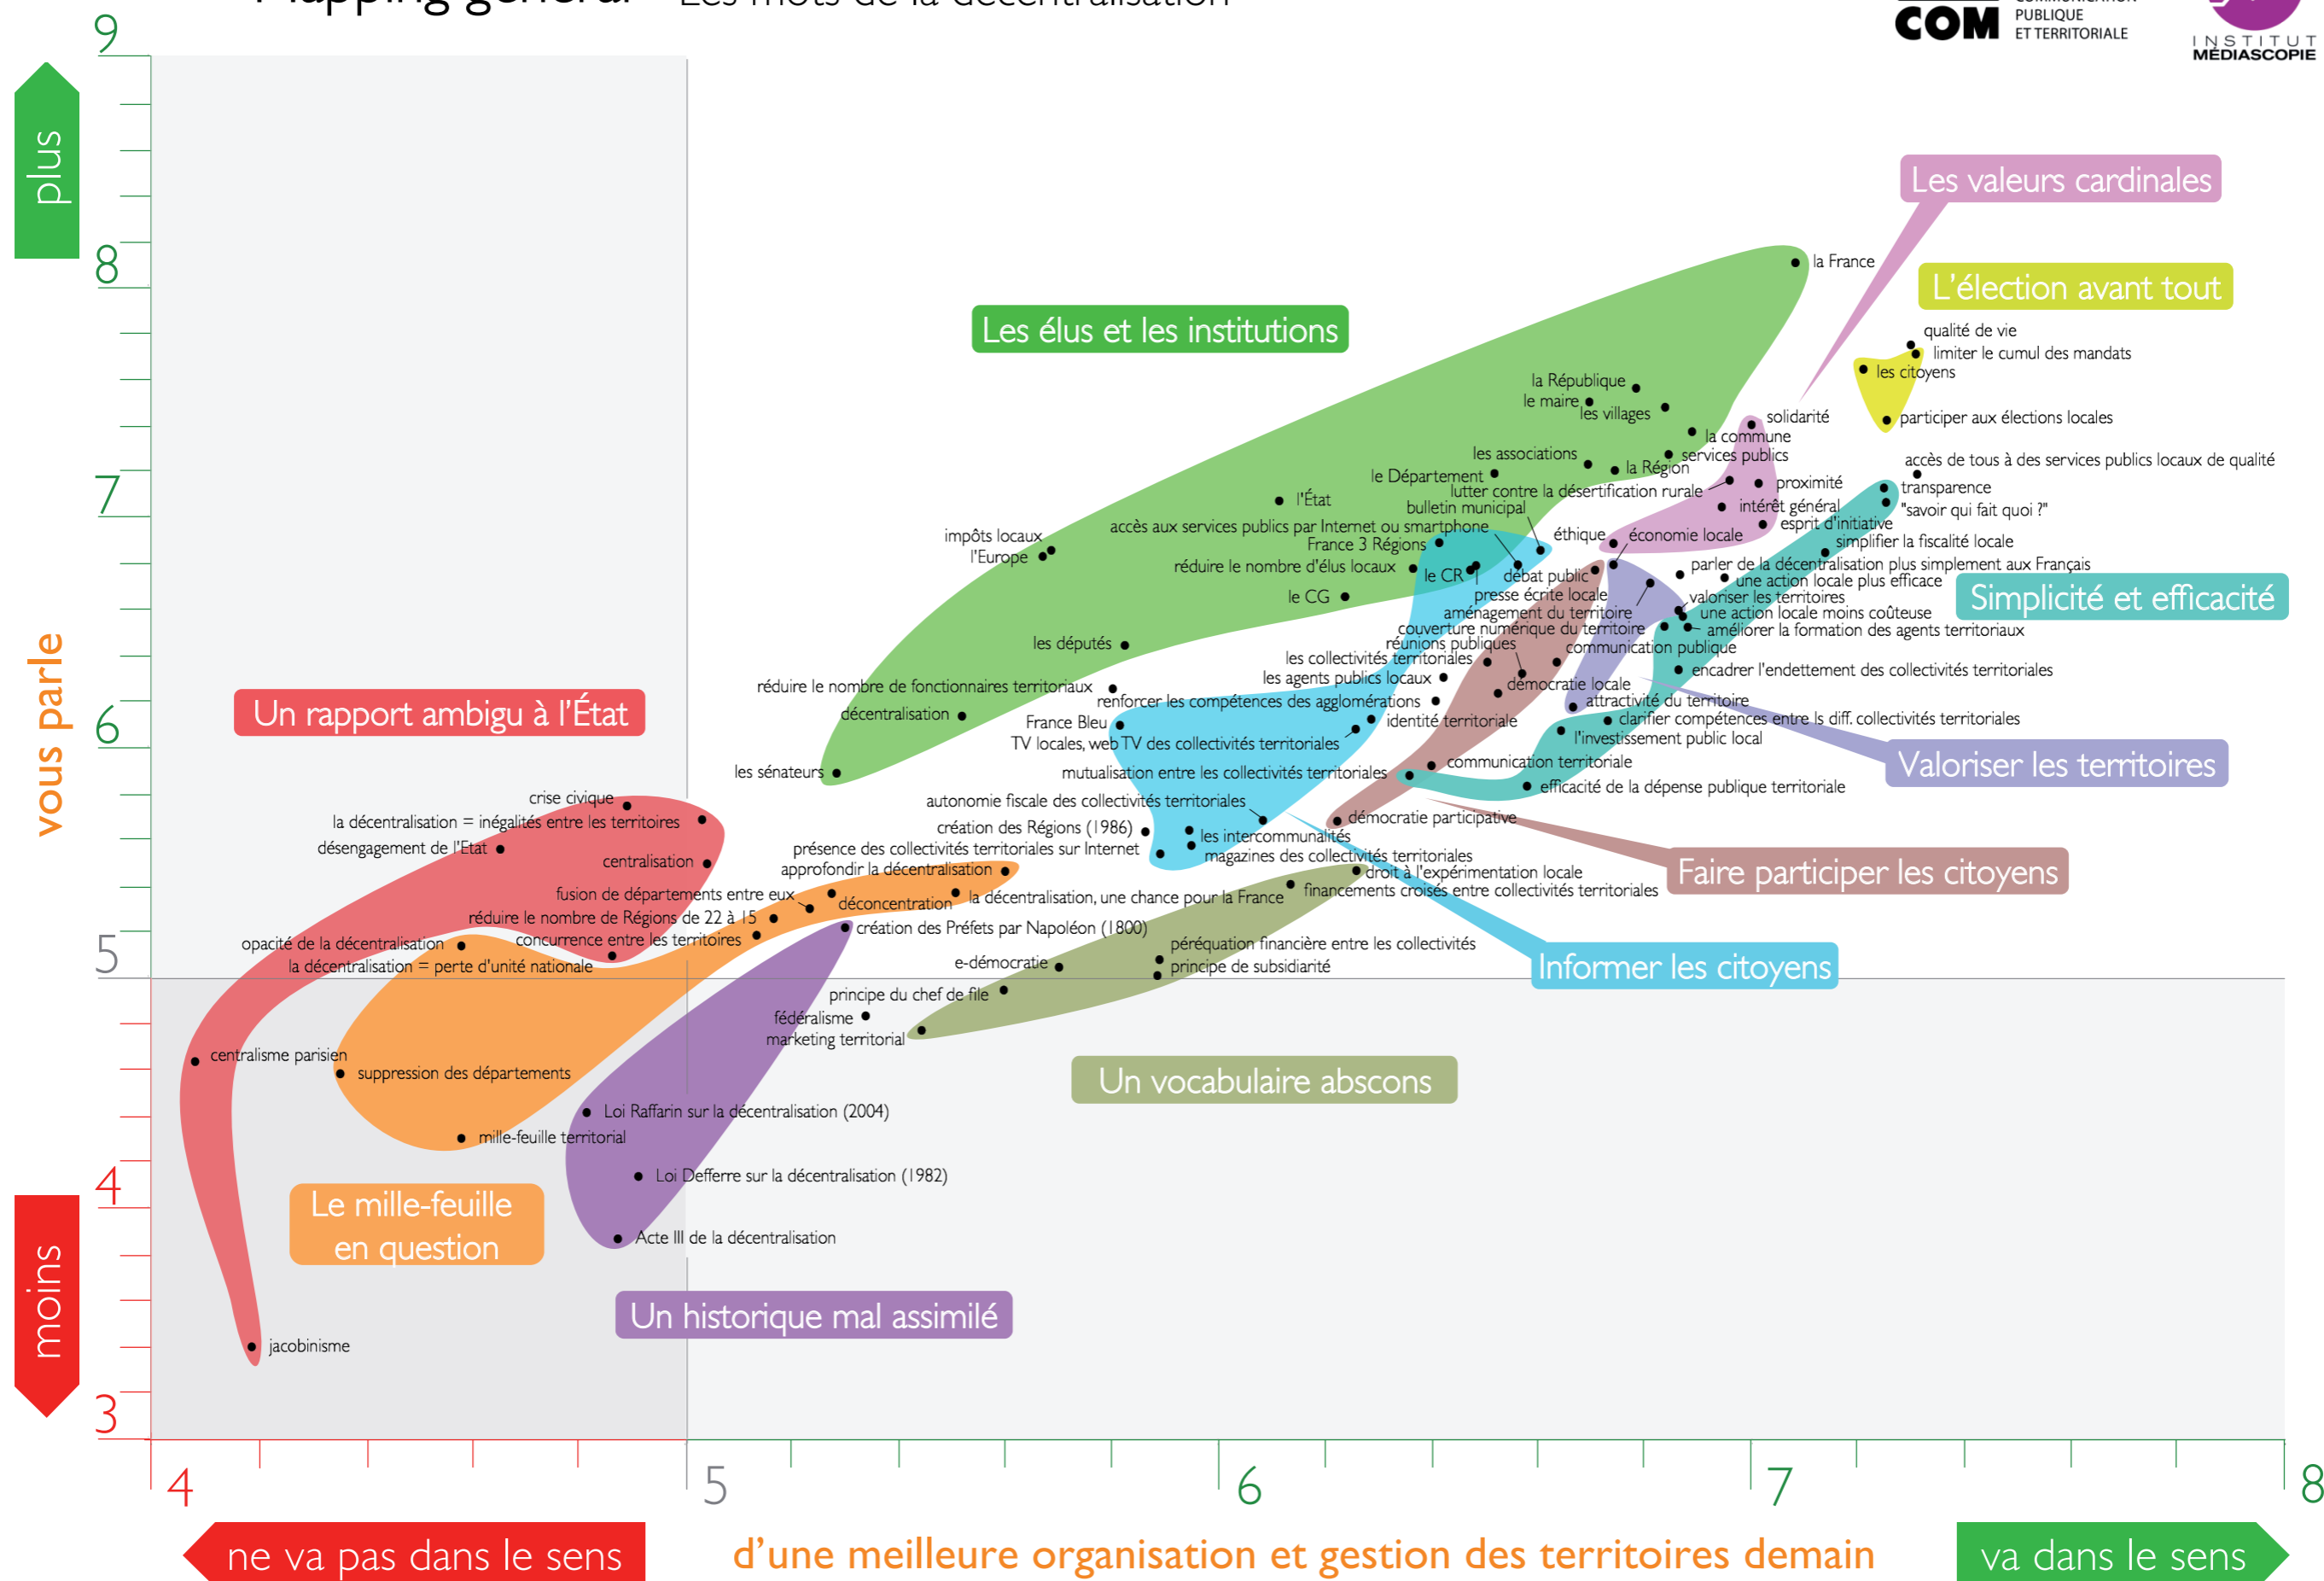 Mapping général - Les mots de la décentralisation
COM
PUBLIQUE
ET TERRITORIALE
INSTITUT
MÉDIASCOPIE
9
plus
8
7
vous parle
6
5
4
moins
3
Les valeurs cardinales
la France
L'élection avant tout
Les élus et les institutions
qualité de vie
limiter le cumul des mandats
les citoyens
la République
le maire
les villages
solidarité
participer aux élections locales
la commune
les associations
services publics
accès de tous à des services publics locaux de qualité
la Région
le Département
proximité
transparence
lutter contre la désertification rurale
l'État
bulletin municipal
intérêt général
"savoir qui fait quoi ?"
accès aux services publics par Internet ou smartphone
esprit d'initiative
impôts locaux
éthique
économie locale
France 3 Régions
simplifier la fiscalité locale
l'Europe
réduire le nombre d'élus locaux
parler de la décentralisation plus simplement aux Français
le CR
débat public
une action locale plus efficace
le CG
presse écrite locale
valoriser les territoires
Simplicité et efficacité
aménagement du territoire
une action locale moins coûteuse
couverture numérique du territoire
améliorer la formation des agents territoriaux
les députés
réunions publiques
communication publique
les collectivités territoriales
encadrer l'endettement des collectivités territoriales
les agents publics locaux
démocratie locale
réduire le nombre de fonctionnaires territoriaux
renforcer les compétences des agglomérations
attractivité du territoire
Un rapport ambigu à l'État
décentralisation
France Bleu
identité territoriale
clarifier compétences entre ls diff. collectivités territoriales
TV locales, web TV des collectivités territoriales
l'investissement public local
communication territoriale
Valoriser les territoires
les sénateurs
mutualisation entre les collectivités territoriales
efficacité de la dépense publique territoriale
crise civique
autonomie fiscale des collectivités territoriales
la décentralisation = inégalités entre les territoires
démocratie participative
création des Régions (1986)
les intercommunalités
désengagement de l'Etat
présence des collectivités territoriales sur Internet
magazines des collectivités territoriales
centralisation
approfondir la décentralisation
droit à l'expérimentation locale
Faire participer les citoyens
fusion de départements entre eux
financements croisés entre collectivités territoriales
déconcentration
la décentralisation, une chance pour la France
réduire le nombre de Régions de 22 à 15
création des Préfets par Napoléon (1800)
opacité de la décentralisation
concurrence entre les territoires
péréquation financière entre les collectivités
la décentralisation = perte d'unité nationale
e-démocratie
principe de subsidiarité
Informer les citoyens
principe du chef de file
fédéralisme
marketing territorial
centralisme parisien
suppression des départements
Un vocabulaire abscons
Loi Raffarin sur la décentralisation (2004)
mille-feuille territorial
Loi Defferre sur la décentralisation (1982)
Le mille-feuille
en question
Acte III de la décentralisation
Un historique mal assimilé
jacobinisme
4
5
6
7
8
ne va pas dans le sens
d'une meilleure organisation et gestion des territoires demain
va dans le sens